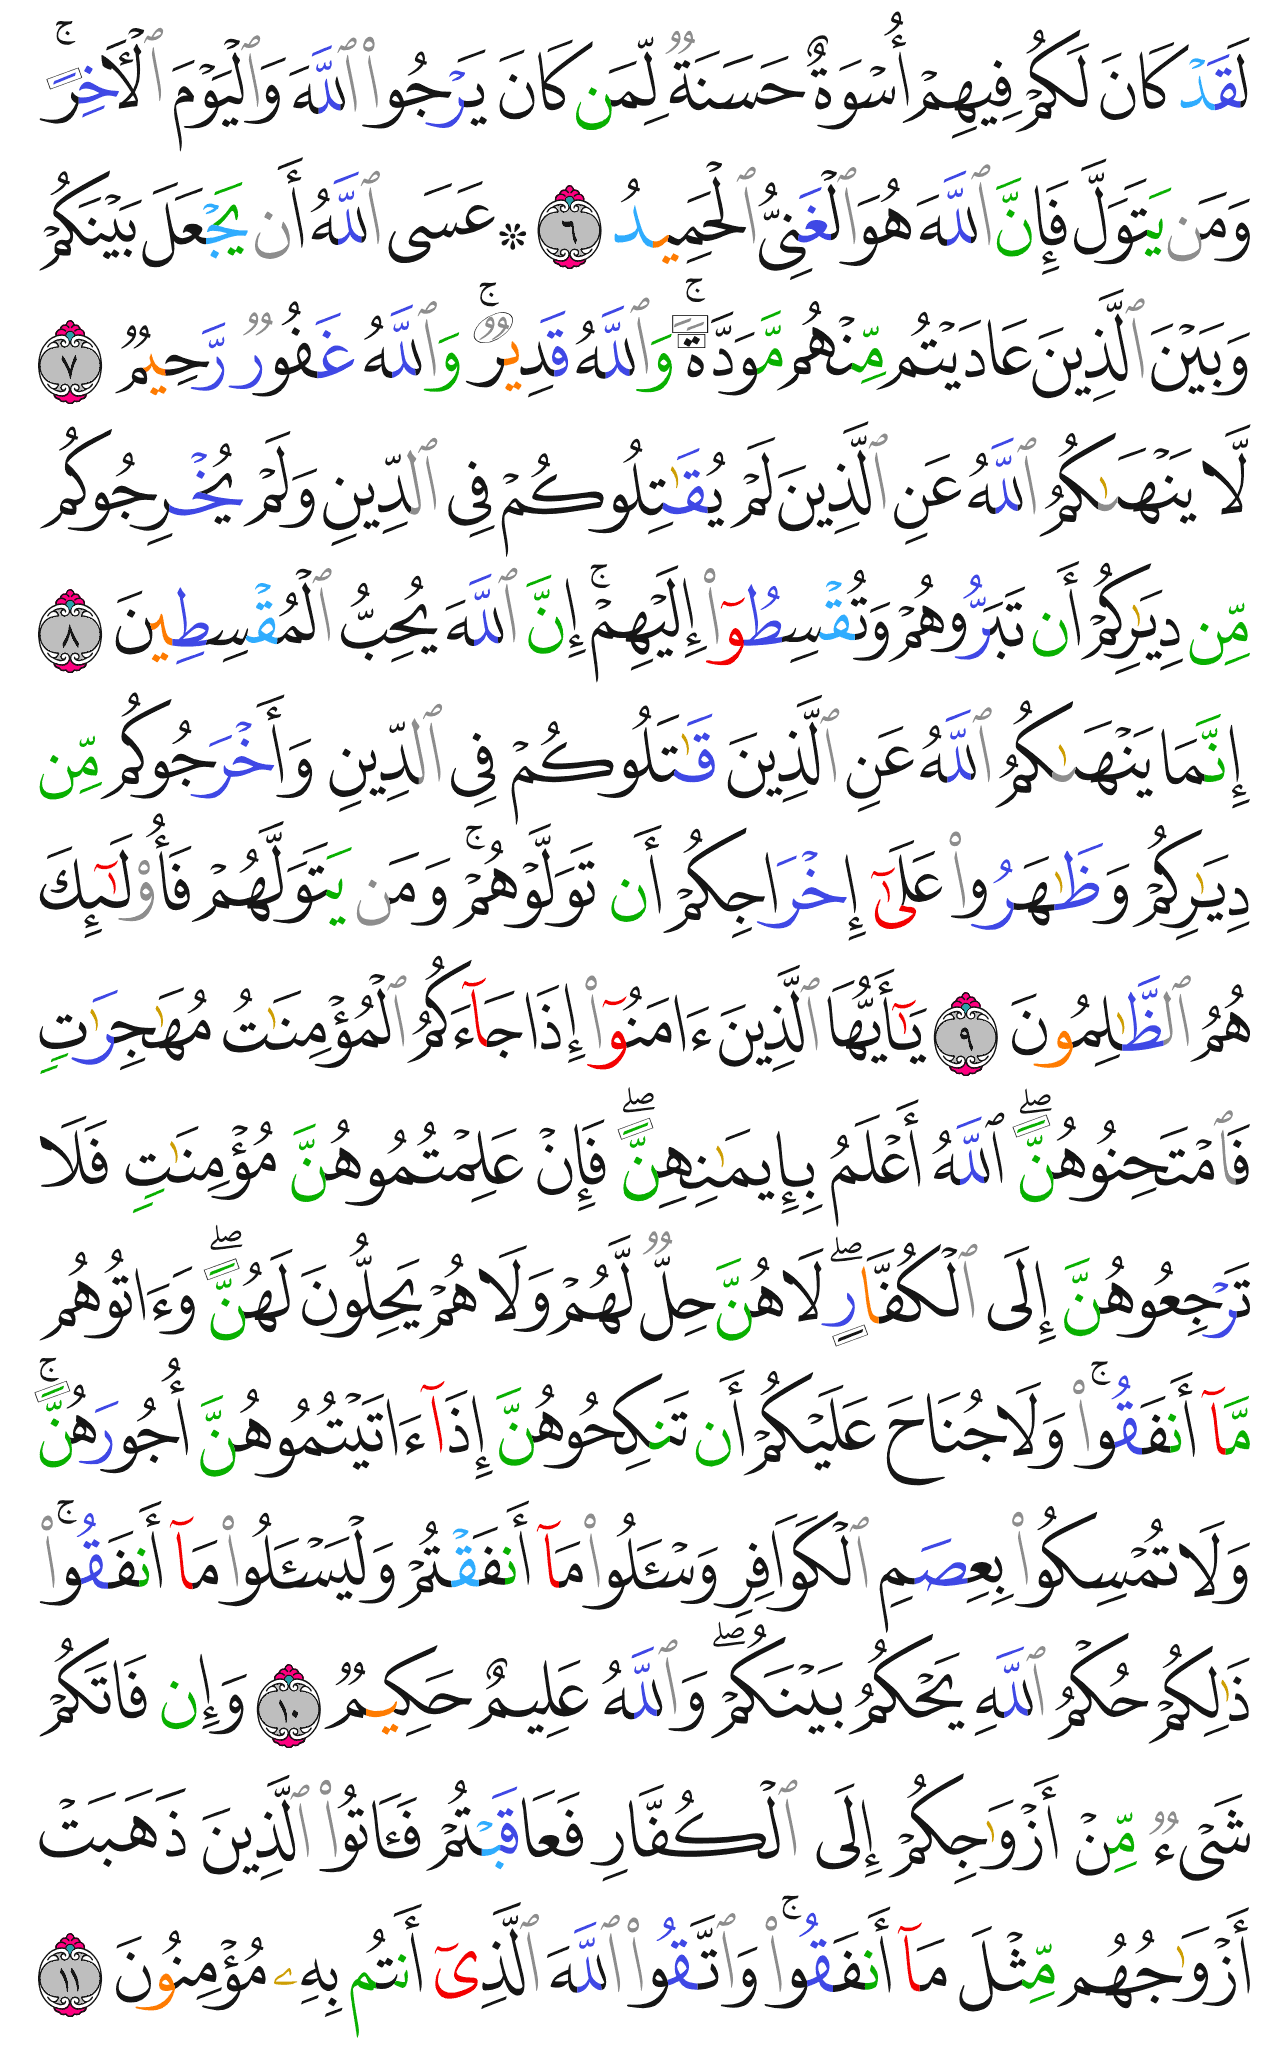 لَقَدْ كَانَ لَكُمْ فِيهِمْ أُسْوَةٌ حَسَنَةٌ لِّمَن كَانَ يَرْجُوا۟ ٱللَّهَ وَٱلْيَوْمَ ٱلْءَاخِرَ ۚ
وَمَن يَتَوَلَّ فَإِنَّ ٱللَّهَ هُوَ ٱلْغَنِىُّ ٱلْحَمِيدُ ٦ ۞ عَسَى ٱللَّهُ أَن يَجْعَلَ بَيْنَكُمْ
وَبَيْنَ ٱلَّذِينَ عَادَيْتُم مِّنْهُم مَّوَدَّةً ۚ وَٱللَّهُ قَدِيرٌ ۚ وَٱللَّهُ غَفُورٌ رَّحِيمٌ ٧
لَّا يَنْهَىٰكُمُ ٱللَّهُ عَنِ ٱلَّذِينَ لَمْ يُقَـٰتِلُوكُمْ فِى ٱلدِّينِ وَلَمْ يُخْرِجُوكُم
مِّن دِيَـٰرِكُمْ أَن تَبَرُّوهُمْ وَتُقْسِطُوٓا۟ إِلَيْهِمْ ۚ إِنَّ ٱللَّهَ يُحِبُّ ٱلْمُقْسِطِينَ ٨
إِنَّمَا يَنْهَىٰكُمُ ٱللَّهُ عَنِ ٱلَّذِينَ قَـٰتَلُوكُمْ فِى ٱلدِّينِ وَأَخْرَجُوكُم مِّن
دِيَـٰرِكُمْ وَظَـٰهَرُوا۟ عَلَىٰٓ إِخْرَاجِكُمْ أَن تَوَلَّوْهُمْ ۚ وَمَن يَتَوَلَّهُمْ فَأُو۟لَـٰٓئِكَ
هُمُ ٱلظَّـٰلِمُونَ ٩ يَـٰٓأَيُّهَا ٱلَّذِينَ ءَامَنُوٓا۟ إِذَا جَآءَكُمُ ٱلْمُؤْمِنَـٰتُ مُهَـٰجِرَٰتٍ
فَٱمْتَحِنُوهُنَّ ۖ ٱللَّهُ أَعْلَمُ بِإِيمَـٰنِهِنَّ ۖ فَإِنْ عَلِمْتُمُوهُنَّ مُؤْمِنَـٰتٍ فَلَا
تَرْجِعُوهُنَّ إِلَى ٱلْكُفَّارِ ۖ لَا هُنَّ حِلٌّ لَّهُمْ وَلَا هُمْ يَحِلُّونَ لَهُنَّ ۖ وَءَاتُوهُم
مَّآ أَنفَقُوا۟ ۚ وَلَا جُنَاحَ عَلَيْكُمْ أَن تَنكِحُوهُنَّ إِذَآ ءَاتَيْتُمُوهُنَّ أُجُورَهُنَّ ۚ
وَلَا تُمْسِكُوا۟ بِعِصَمِ ٱلْكَوَافِرِ وَسْـَٔلُوا۟ مَآ أَنفَقْتُمْ وَلْيَسْـَٔلُوا۟ مَآ أَنفَقُوا۟ ۚ
ذَٰلِكُمْ حُكْمُ ٱللَّهِ يَحْكُمُ بَيْنَكُمْ ۖ وَٱللَّهُ عَلِيمٌ حَكِيمٌ ١٠ وَإِن فَاتَكُمْ
شَىْءٌ مِّنْ أَزْوَٰجِكُمْ إِلَى ٱلْكُفَّارِ فَعَاقَبْتُمْ فَـَٔاتُوا۟ ٱلَّذِينَ ذَهَبَتْ
أَزْوَٰجُهُم مِّثْلَ مَآ أَنفَقُوا۟ ۚ وَٱتَّقُوا۟ ٱللَّهَ ٱلَّذِىٓ أَنتُم بِهِۦ مُؤْمِنُونَ ١١